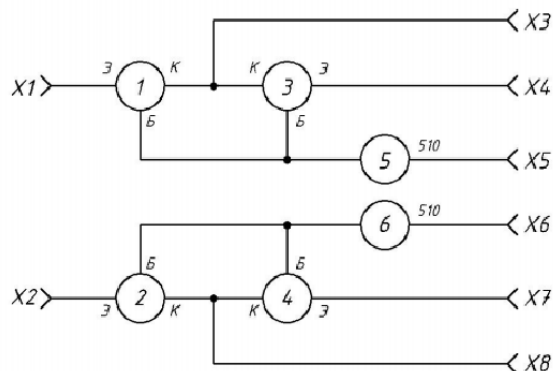 X3
X1 Э 1 К К 3 Э X4
Б Б
5 510 X5
6 510 X6
Б Б
X2 Э 2 К К 4 Э X7
X8